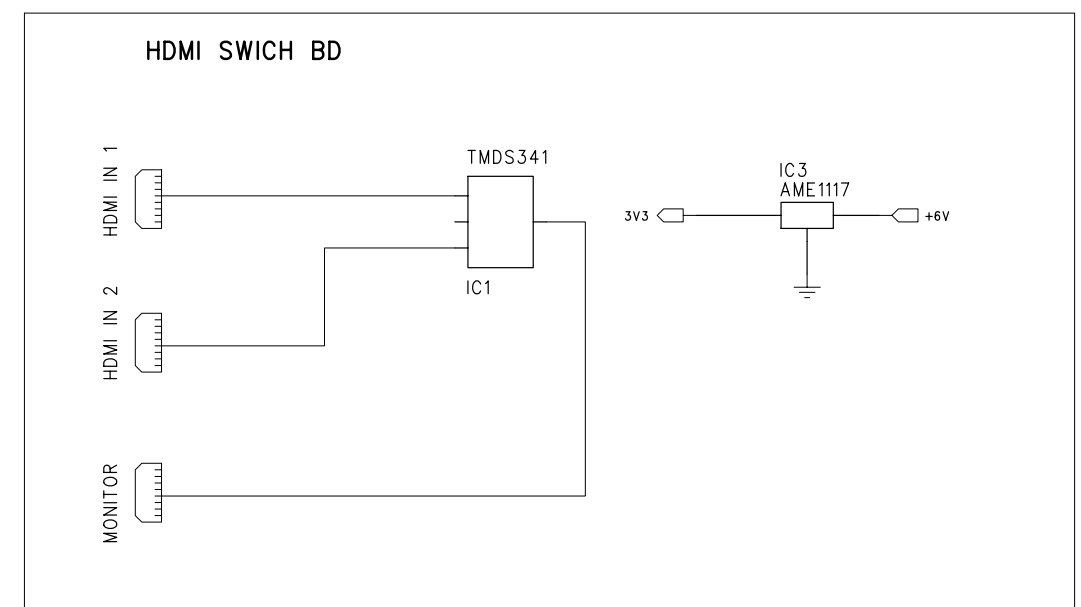 HDMI SWICH BD
HDMI IN 1
TMDS341
IC1
IC3
AME1117
3V3
+6V
HDMI IN 2
MONITOR